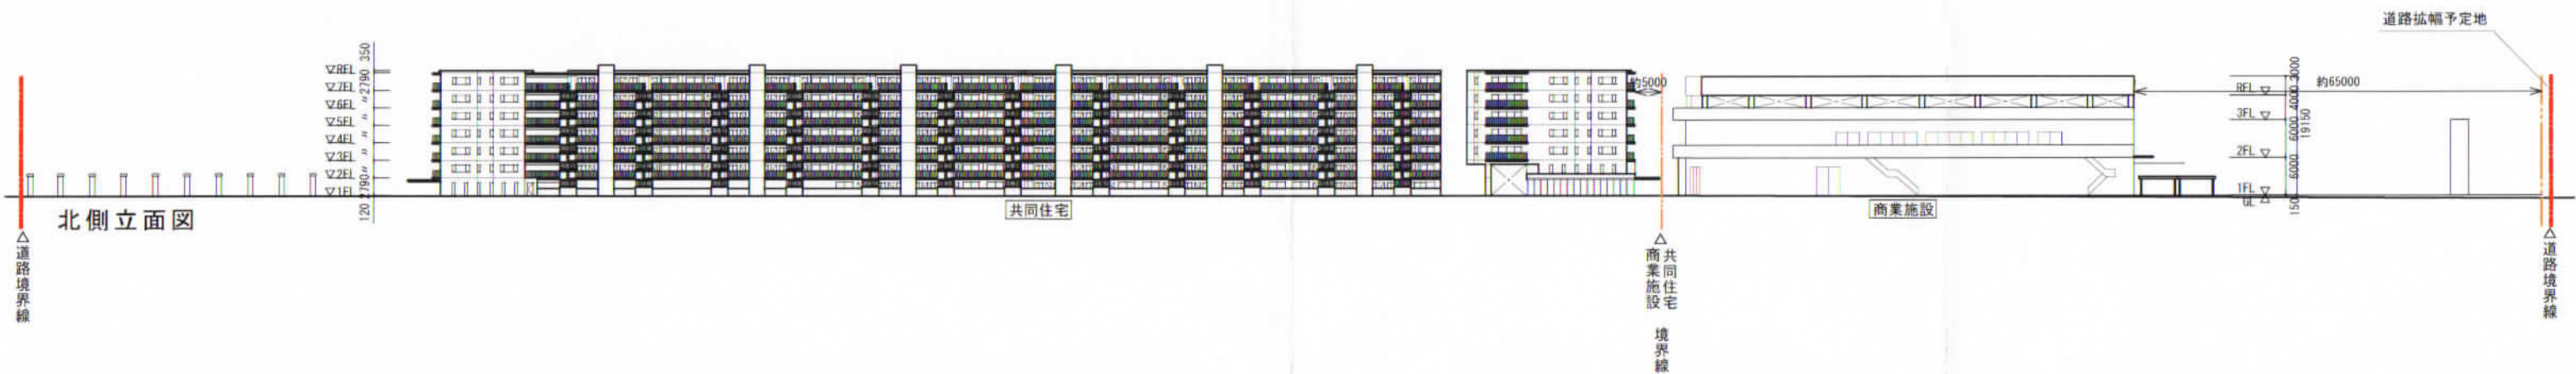 道路拡幅予定地
350
▽RFL
2790
▽7FL
〃
▽6FL
〃
▽5FL
〃
▽4FL
〃
▽3FL
〃
▽2FL
2790
▽1FL
120
約5000
3000
RFL
4000
3FL
6000
19150
2FL
6000
1FL
GL
150
約65000
北側立面図
共同住宅
商業施設
△道路境界線
△
共同住宅
商業施設
境界線
△道路境界線